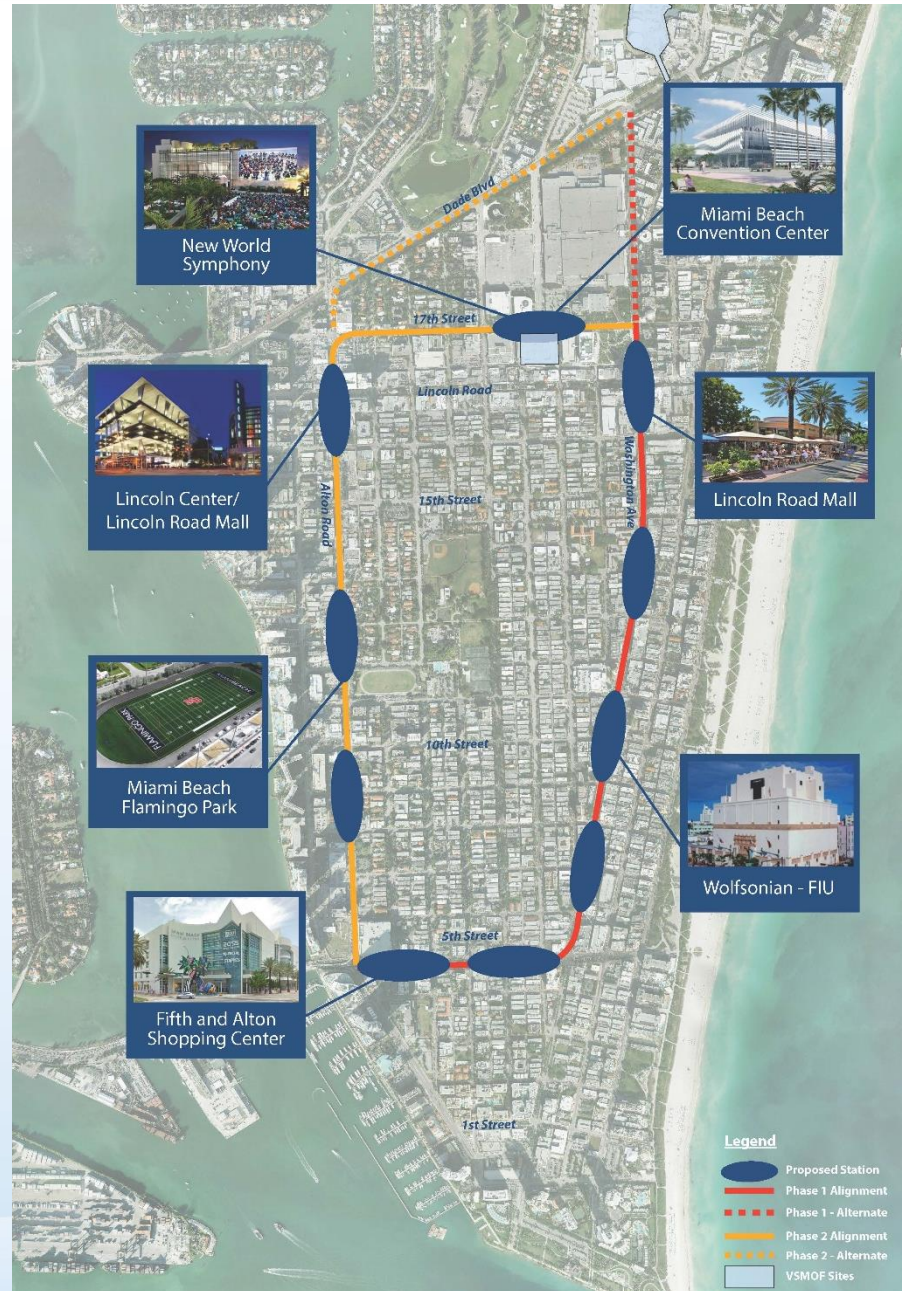 Dade Blvd
New World
Symphony
Miami Beach
Convention Center
17th Street
Lincoln Road
Washington Ave
Lincoln Center/
Lincoln Road Mall
Alton Road
15th Street
Lincoln Road Mall
FLAMINGO PARK
Miami Beach
Flamingo Park
10th Street
Wolfsonian - FIU
5th Street
Fifth and Alton
Shopping Center
1st Street
Legend
Proposed Station
Phase 1 Alignment
Phase 1 - Alternate
Phase 2 Alignment
Phase 2 - Alternate
VSMOF Sites